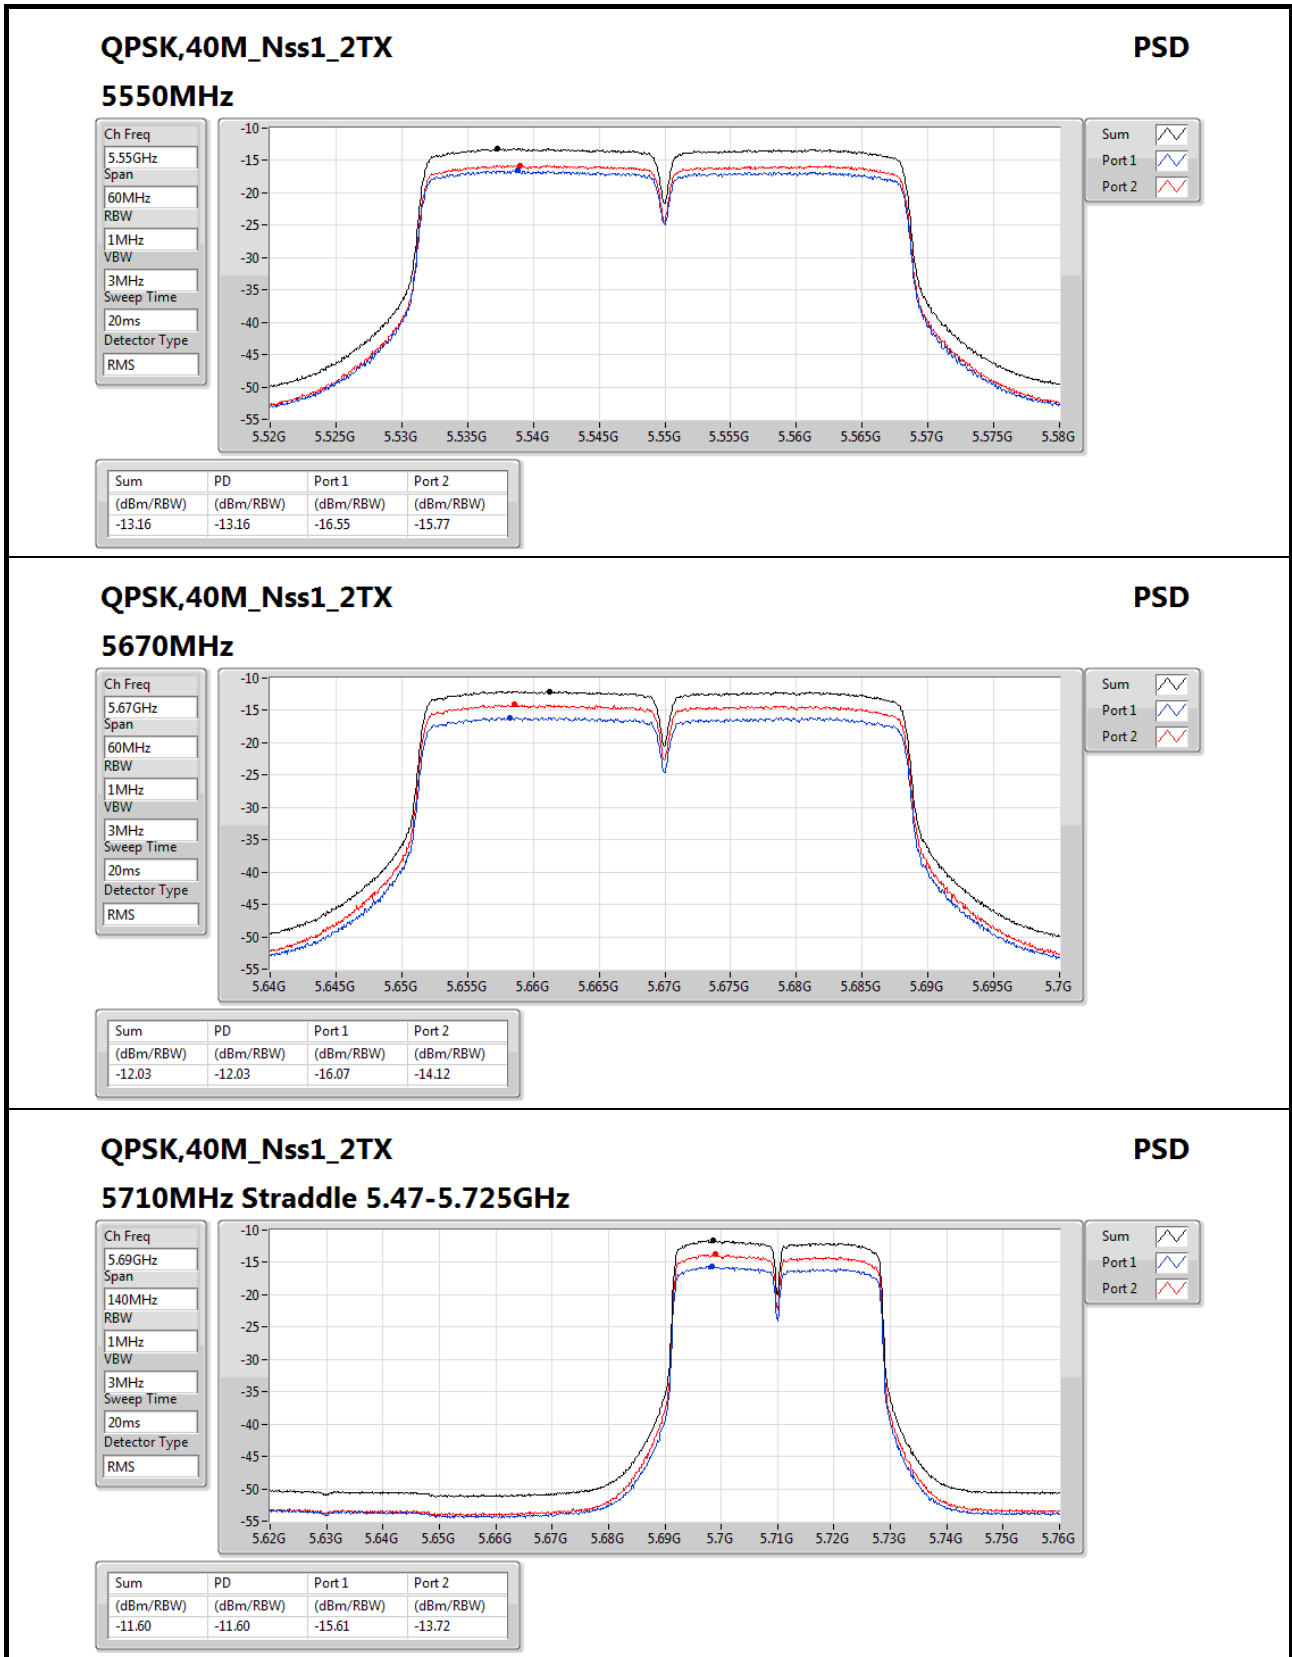 QPSK,40M_Nss1_2TX PSD
5550MHz
Ch Freq
5.55GHz
Span
60MHz
RBW
1MHz
VBW
3MHz
Sweep Time
20ms
Detector Type
RMS
-10
-15
-20
-25
-30
-35
-40
-45
-50
-55
5.52G 5.525G 5.53G 5.535G 5.54G 5.545G 5.55G 5.555G 5.56G 5.565G 5.57G 5.575G 5.58G
Sum
Port 1
Port 2
Sum PD Port 1 Port 2
(dBm/RBW) (dBm/RBW) (dBm/RBW) (dBm/RBW)
-13.16 -13.16 -16.55 -15.77
QPSK,40M_Nss1_2TX PSD
5670MHz
Ch Freq
5.67GHz
Span
60MHz
RBW
1MHz
VBW
3MHz
Sweep Time
20ms
Detector Type
RMS
-10
-15
-20
-25
-30
-35
-40
-45
-50
-55
5.64G 5.645G 5.65G 5.655G 5.66G 5.665G 5.67G 5.675G 5.68G 5.685G 5.69G 5.695G 5.7G
Sum
Port 1
Port 2
Sum PD Port 1 Port 2
(dBm/RBW) (dBm/RBW) (dBm/RBW) (dBm/RBW)
-12.03 -12.03 -16.07 -14.12
QPSK,40M_Nss1_2TX PSD
5710MHz Straddle 5.47-5.725GHz
Ch Freq
5.69GHz
Span
140MHz
RBW
1MHz
VBW
3MHz
Sweep Time
20ms
Detector Type
RMS
-10
-15
-20
-25
-30
-35
-40
-45
-50
-55
5.62G 5.63G 5.64G 5.65G 5.66G 5.67G 5.68G 5.69G 5.7G 5.71G 5.72G 5.73G 5.74G 5.75G 5.76G
Sum
Port 1
Port 2
Sum PD Port 1 Port 2
(dBm/RBW) (dBm/RBW) (dBm/RBW) (dBm/RBW)
-11.60 -11.60 -15.61 -13.72